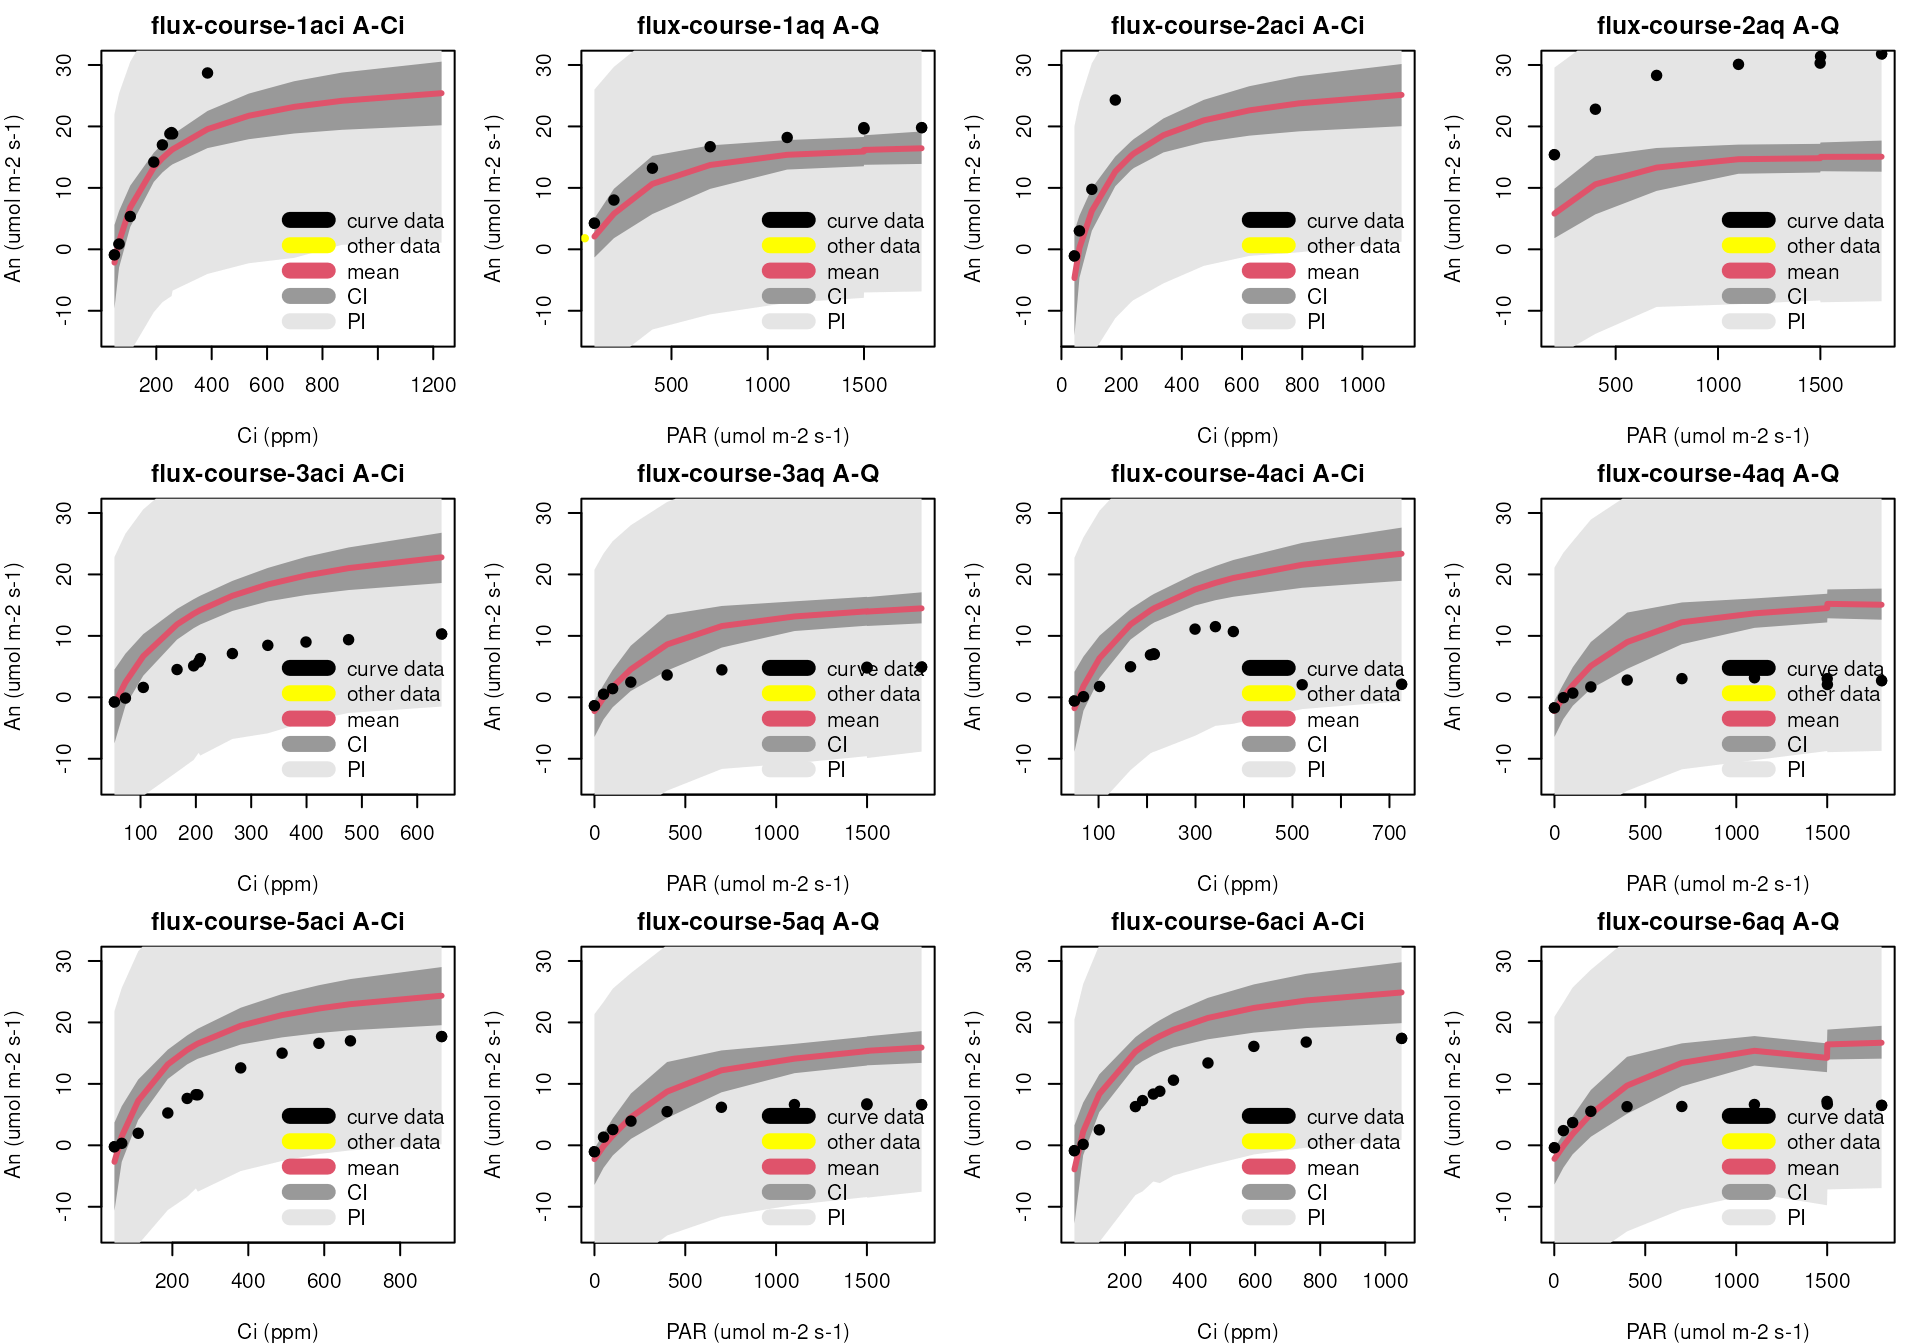 flux-course-1aci A-Ci
An (umol m-2 s-1)
30
20
10
0
-10
curve data
other data
mean
CI
PI
200 400 600 800 1200
Ci (ppm)
flux-course-1aq A-Q
An (umol m-2 s-1)
30
20
10
0
-10
curve data
other data
mean
CI
PI
500 1000 1500
PAR (umol m-2 s-1)
flux-course-2aci A-Ci
An (umol m-2 s-1)
30
20
10
0
-10
curve data
other data
mean
CI
PI
0 200 400 600 800 1000
Ci (ppm)
flux-course-2aq A-Q
An (umol m-2 s-1)
30
20
10
0
-10
curve data
other data
mean
CI
PI
500 1000 1500
PAR (umol m-2 s-1)
flux-course-3aci A-Ci
An (umol m-2 s-1)
30
20
10
0
-10
curve data
other data
mean
CI
PI
100 200 300 400 500 600
Ci (ppm)
flux-course-3aq A-Q
An (umol m-2 s-1)
30
20
10
0
-10
curve data
other data
mean
CI
PI
0 500 1000 1500
PAR (umol m-2 s-1)
flux-course-4aci A-Ci
An (umol m-2 s-1)
30
20
10
0
-10
curve data
other data
mean
CI
PI
100 300 500 700
Ci (ppm)
flux-course-4aq A-Q
An (umol m-2 s-1)
30
20
10
0
-10
curve data
other data
mean
CI
PI
0 500 1000 1500
PAR (umol m-2 s-1)
flux-course-5aci A-Ci
An (umol m-2 s-1)
30
20
10
0
-10
curve data
other data
mean
CI
PI
200 400 600 800
Ci (ppm)
flux-course-5aq A-Q
An (umol m-2 s-1)
30
20
10
0
-10
curve data
other data
mean
CI
PI
0 500 1000 1500
PAR (umol m-2 s-1)
flux-course-6aci A-Ci
An (umol m-2 s-1)
30
20
10
0
-10
curve data
other data
mean
CI
PI
200 400 600 800 1000
Ci (ppm)
flux-course-6aq A-Q
An (umol m-2 s-1)
30
20
10
0
-10
curve data
other data
mean
CI
PI
0 500 1000 1500
PAR (umol m-2 s-1)